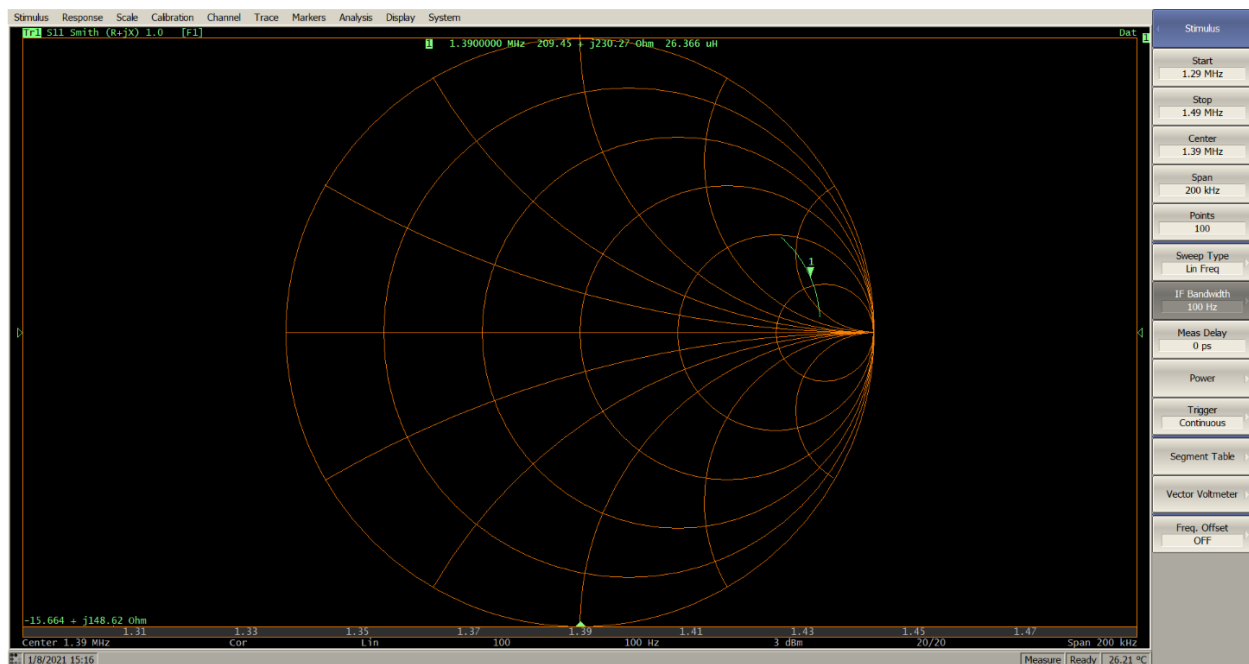 Stimulus Response Scale Calibration Channel Trace Markers Analysis Display System
Tr1 S11 Smith (R+jX) 1.0 [F1]
Dat 1
1 1.3900000 MHz 209.45 + j230.27 Ohm 26.366 uH
1
-15.664 + j148.62 Ohm
1.31 1.33 1.35 1.37 1.39 1.41 1.43 1.45 1.47
Center 1.39 MHz Cor Lin 100 100 Hz 3 dBm 20/20 Span 200 kHz
1/8/2021 15:16
Measure Ready 26.21 °C
Stimulus
Start
1.29 MHz
Stop
1.49 MHz
Center
1.39 MHz
Span
200 kHz
Points
100
Sweep Type
Lin Freq
IF Bandwidth
100 Hz
Meas Delay
0 ps
Power
Trigger
Continuous
Segment Table
Vector Voltmeter
Freq. Offset
OFF